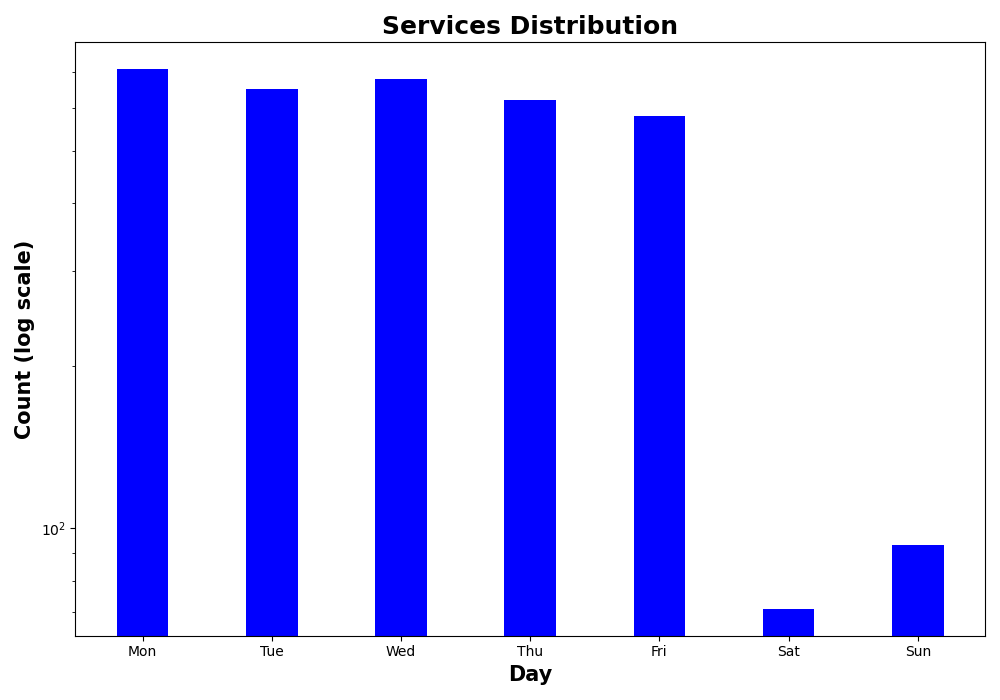 Services Distribution
Count (log scale)
10²
Mon Tue Wed Thu Fri Sat Sun
Day